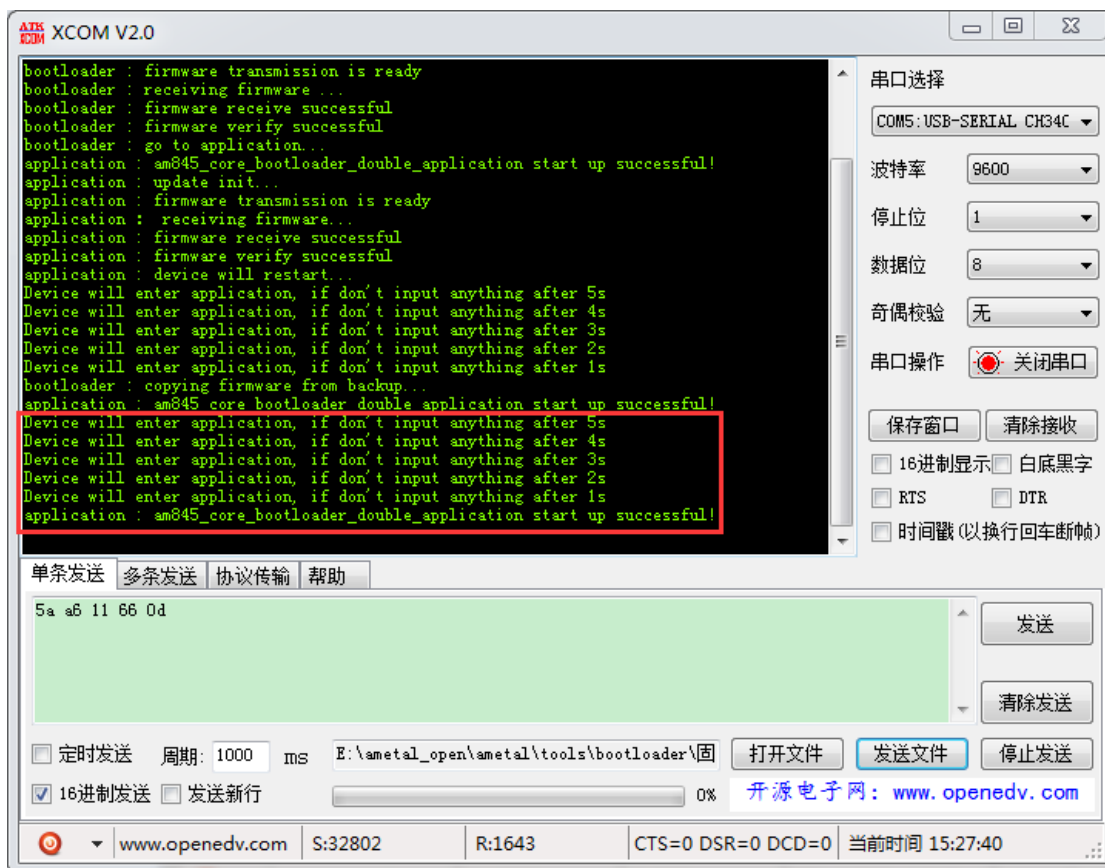 ATK XCOM XCOM V2.0
bootloader : firmware transmission is ready
bootloader : receiving firmware ...
bootloader : firmware receive successful
bootloader : firmware verify successful
bootloader : go to application...
application : am845_core_bootloader_double_application start up successful!
application : update init...
application : firmware transmission is ready
application :  receiving firmware...
application : firmware receive successful
application : firmware verify successful
application : device will restart...
Device will enter application, if don't input anything after 5s
Device will enter application, if don't input anything after 4s
Device will enter application, if don't input anything after 3s
Device will enter application, if don't input anything after 2s
Device will enter application, if don't input anything after 1s
bootloader : copying firmware from backup...
application : am845_core_bootloader_double_application start up successful!
Device will enter application, if don't input anything after 5s
Device will enter application, if don't input anything after 4s
Device will enter application, if don't input anything after 3s
Device will enter application, if don't input anything after 2s
Device will enter application, if don't input anything after 1s
application : am845_core_bootloader_double_application start up successful!
串口选择
COM5:USB-SERIAL CH34C
波特率 9600
停止位 1
数据位 8
奇偶校验 无
串口操作 关闭串口
保存窗口 清除接收
16进制显示 白底黑字
RTS DTR
时间戳(以换行回车断帧)
单条发送 多条发送 协议传输 帮助
5a a6 11 66 0d
发送
清除发送
定时发送 周期: 1000 ms E:\ametal_open\ametal\tools\bootloader\固 打开文件 发送文件 停止发送
16进制发送 发送新行 0% 开源电子网: www.openedv.com
www.openedv.com S:32802 R:1643 CTS=0 DSR=0 DCD=0 当前时间 15:27:40